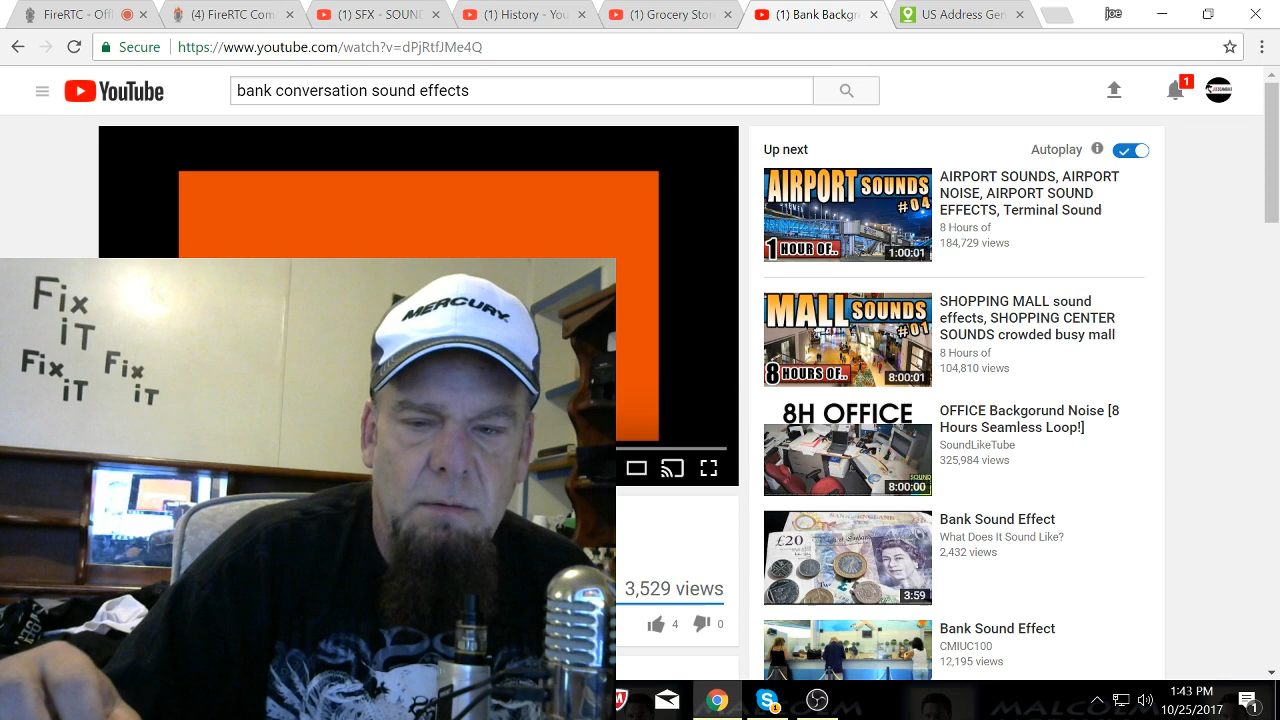 FireRTC - Off
(4) FireRTC Com
(1) SFX - SOUND
(1) History - You
(1) Grocery Stor
(1) Bank Backgr
US Address Gen
joe
Secure
https://www.youtube.com/watch?v=dPjRtfJMe4Q
YouTube
bank conversation sound effects
1
Up next
Autoplay
AIRPORT SOUNDS #04
1 HOUR OF..
1:00:01
AIRPORT SOUNDS, AIRPORT
NOISE, AIRPORT SOUND
EFFECTS, Terminal Sound
8 Hours of
184,729 views
MALL SOUNDS #01
8 HOURS OF..
8:00:01
SHOPPING MALL sound
effects, SHOPPING CENTER
SOUNDS crowded busy mall
8 Hours of
104,810 views
8H OFFICE
SOUND
8:00:00
OFFICE Backgorund Noise [8
Hours Seamless Loop!]
SoundLikeTube
325,984 views
£20
3:59
Bank Sound Effect
What Does It Sound Like?
2,432 views
Bank Sound Effect
CMIUC100
12,195 views
Fix
iT
Fix
iT
Fix
iT
MERCURY
3,529 views
4
0
MALCOLM
1:43 PM
10/25/2017
1